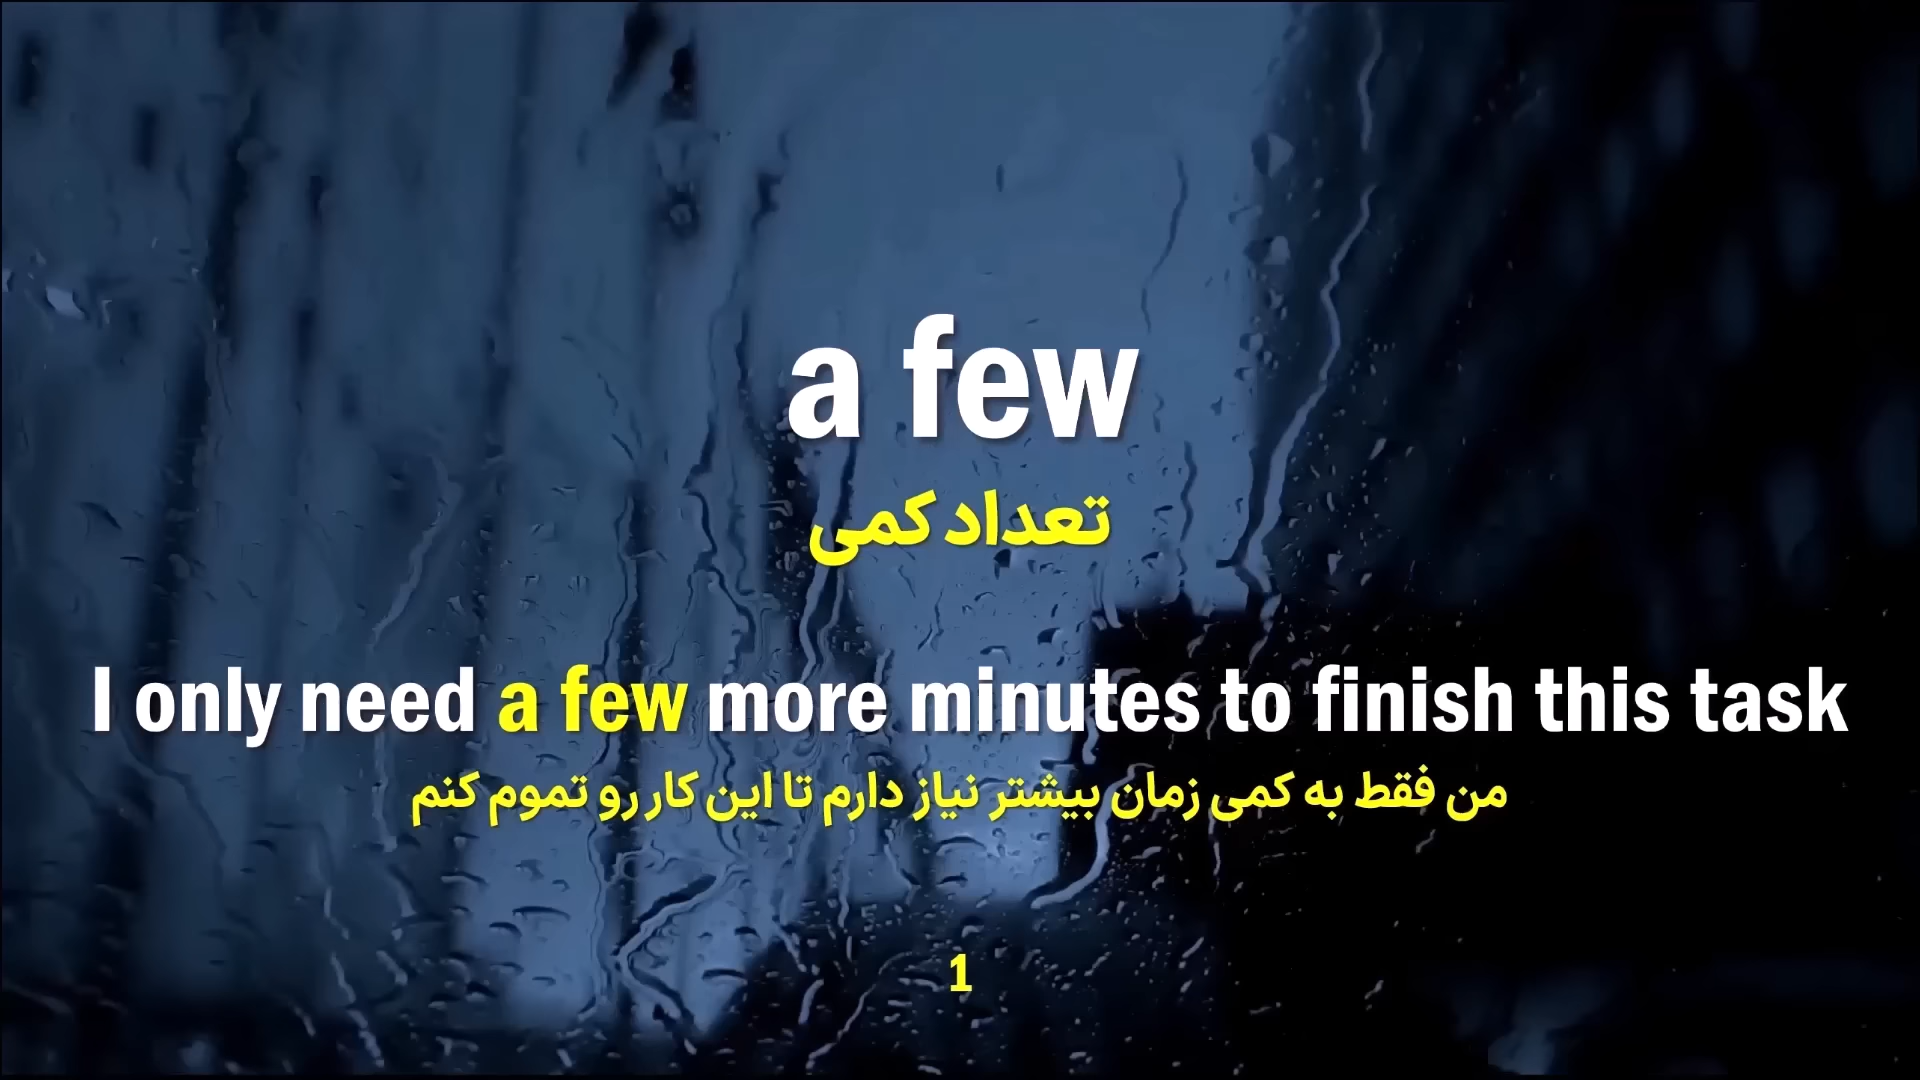 a few
تعداد کمی
I only need a few more minutes to finish this task
من فقط به کمی زمان بیشتر نیاز دارم تا این کار رو تموم کنم
1